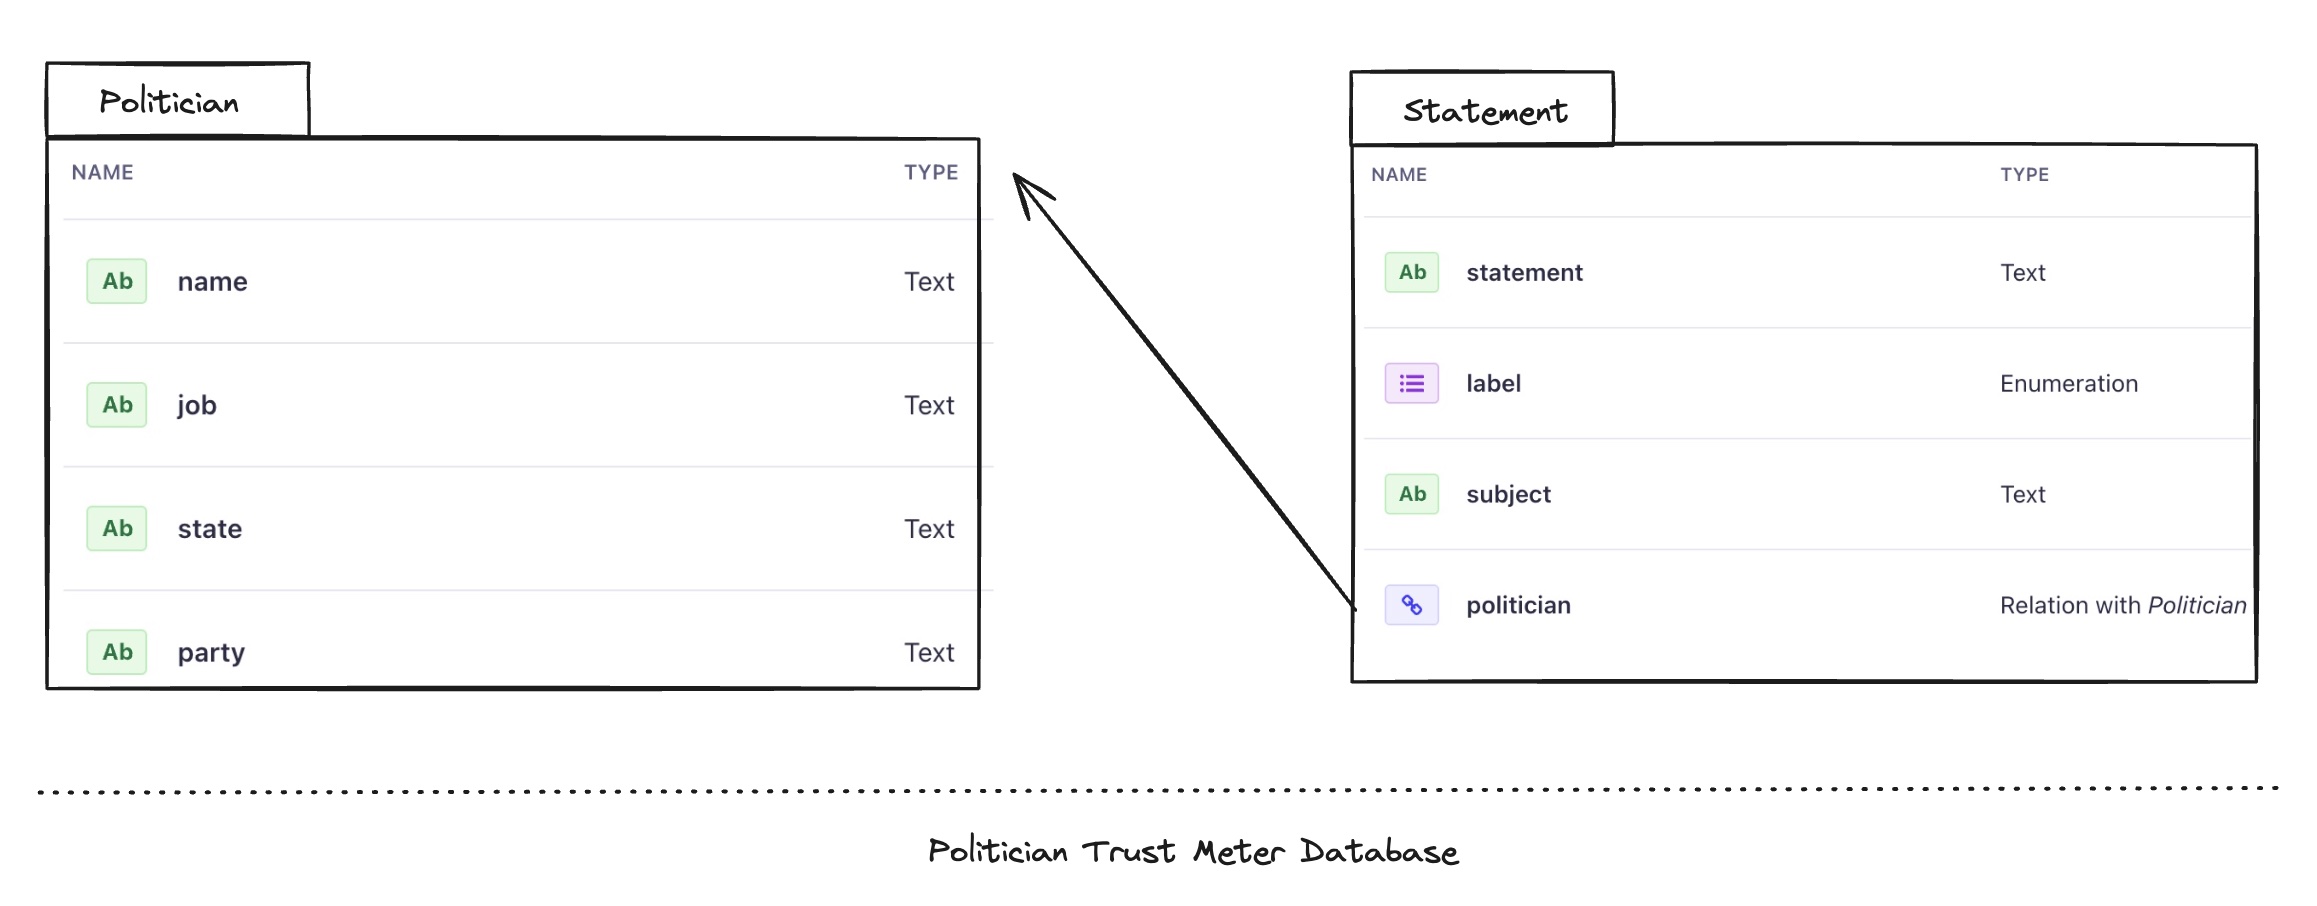 Politician
NAME TYPE
Ab name Text
Ab job Text
Ab state Text
Ab party Text
Statement
NAME TYPE
Ab statement Text
label Enumeration
Ab subject Text
politician Relation with Politician
Politician Trust Meter Database